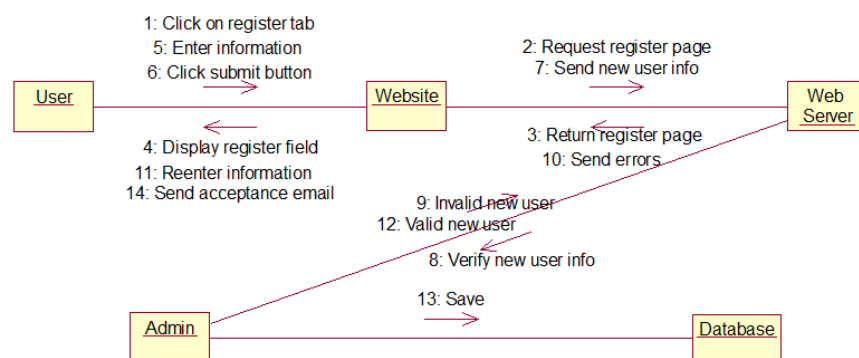 1: Click on register tab
5: Enter information
6: Click submit button
2: Request register page
7: Send new user info
User
Website
Web
Server
4: Display register field
11: Reenter information
14: Send acceptance email
3: Return register page
10: Send errors
9: Invalid new user
12: Valid new user
8: Verify new user info
13: Save
Admin
Database